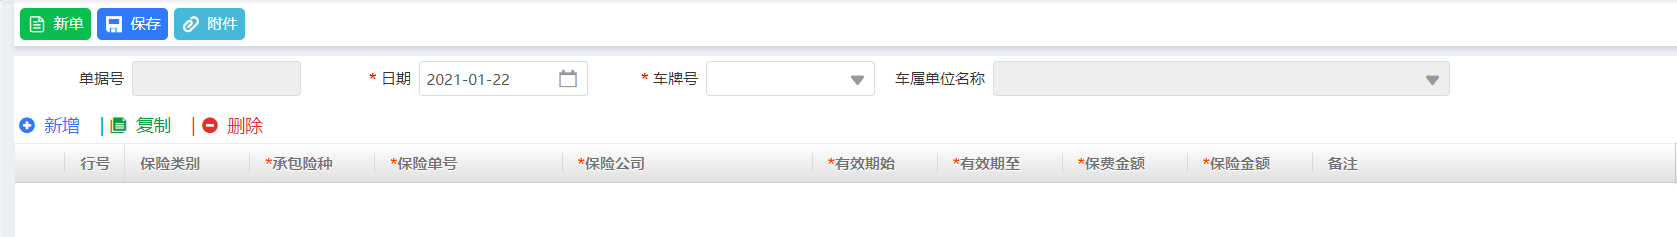 新单 保存 附件
单据号 * 日期 2021-01-22 * 车牌号 车属单位名称
新增 | 复制 | 删除
行号 保险类别 *承包险种 *保险单号 *保险公司 *有效期始 *有效期至 *保费金额 *保险金额 备注